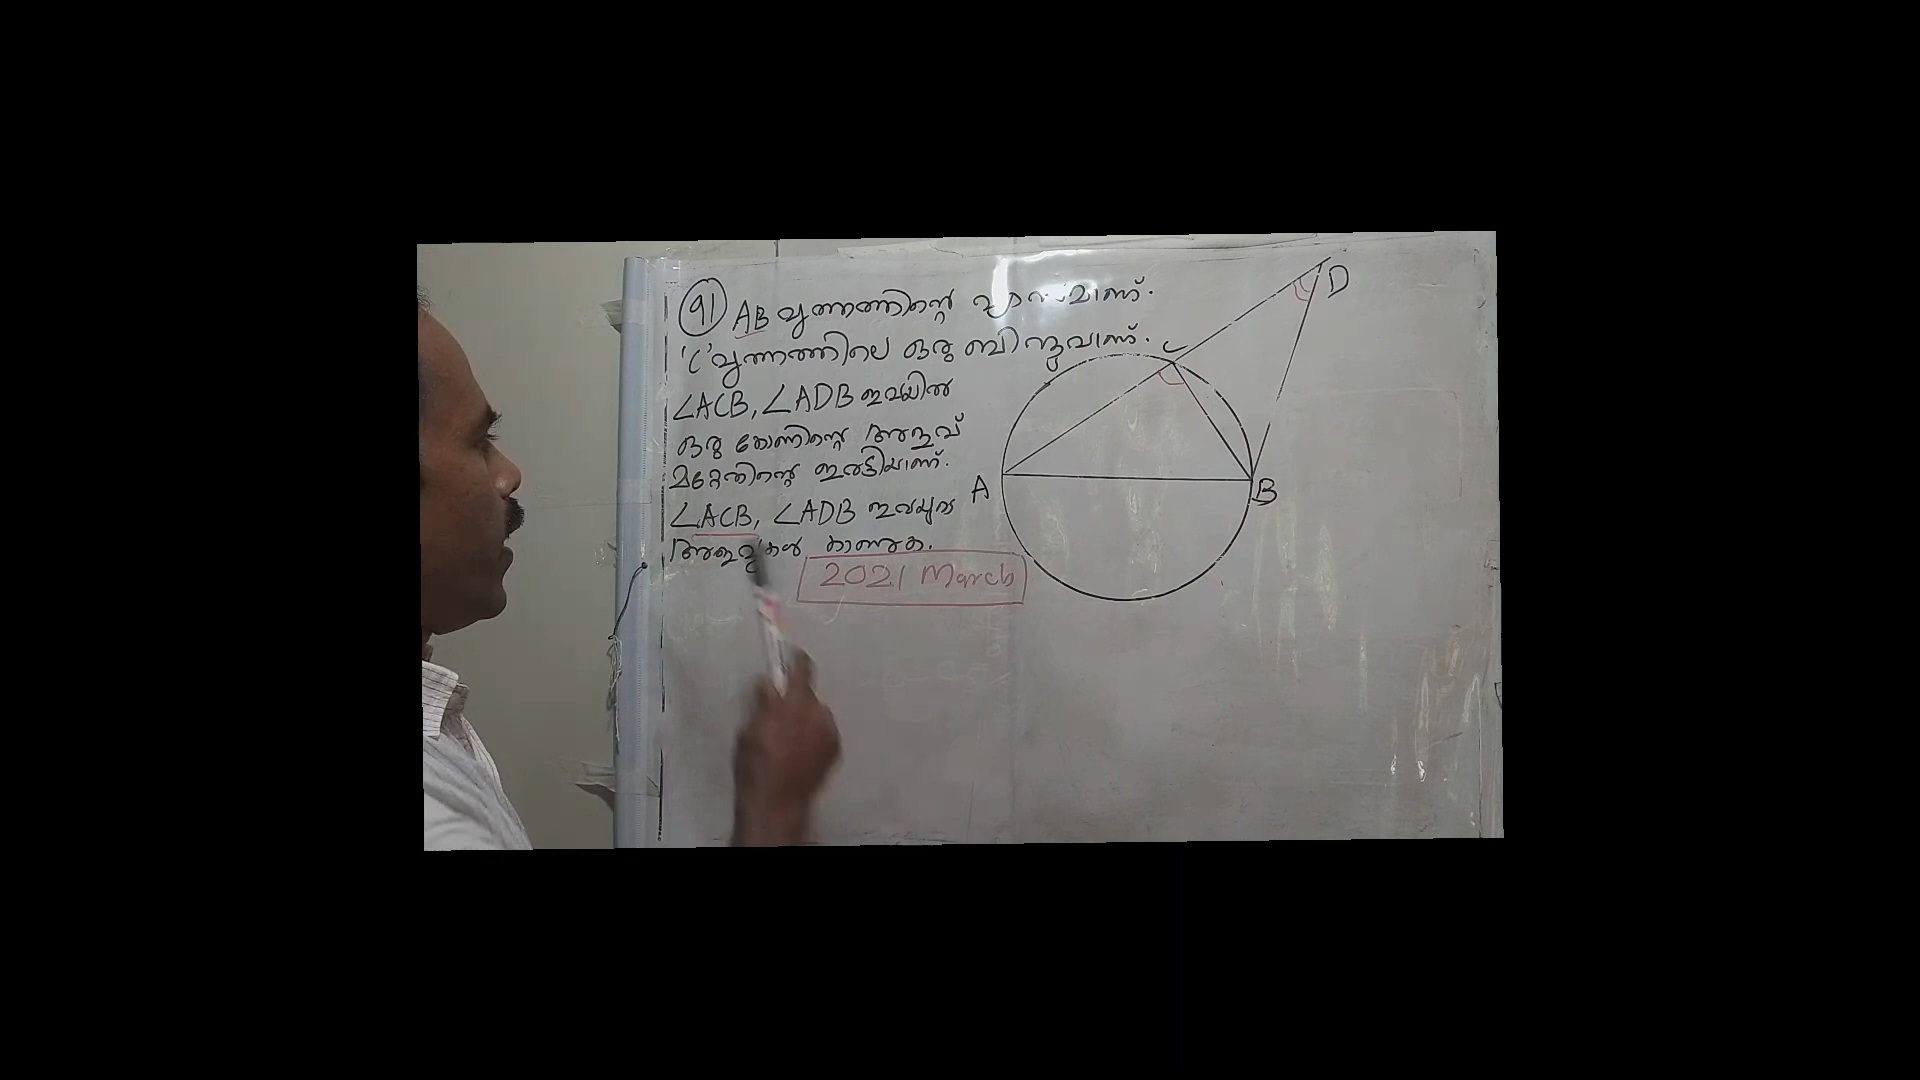 91 AB വൃത്തത്തിന്റെ വ്യാസമാണ്.
'C' വൃത്തത്തിലെ ഒരു ബിന്ദുവാണ്.
∠ACB, ∠ADB ഇവയിൽ
ഒരു കോണിന്റെ അളവ്
മറ്റേതിന്റെ ഇരട്ടിയാണ്.
∠ACB, ∠ADB ഇവയുടെ
അളവുകൾ കാണുക.
2021 March
D
C
A
B